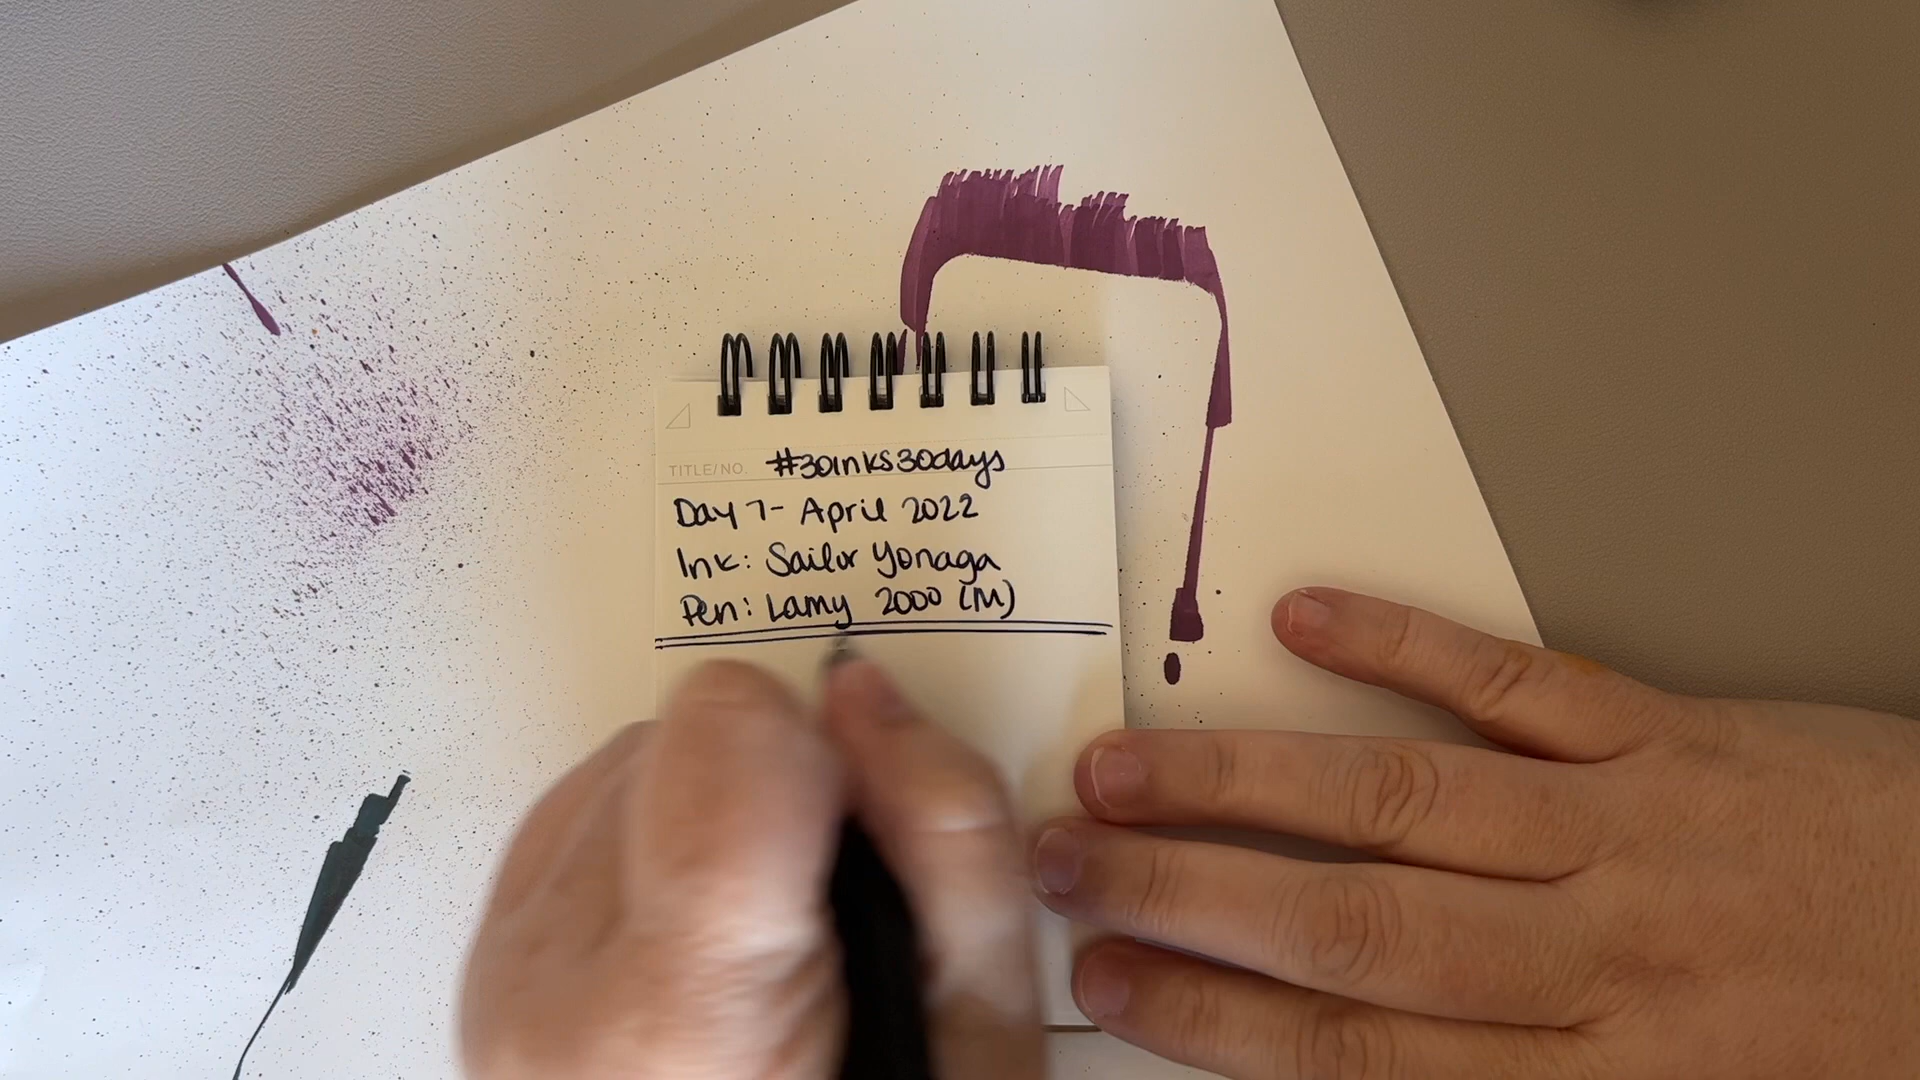 TITLE/NO. #30inks30days
Day 7 - April 2022
Ink: Sailor Yonaga
Pen: Lamy 2000 (M)